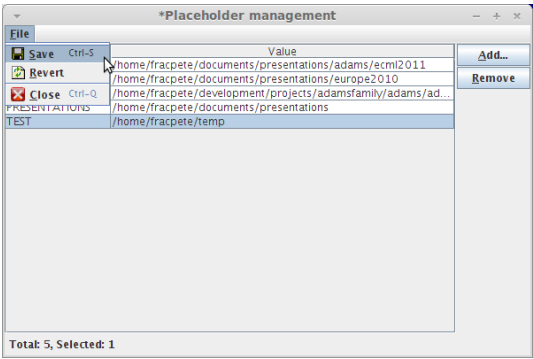 *Placeholder management
File
Save Ctrl-S
Revert
Close Ctrl-Q
Value
/home/fracpete/documents/presentations/adams/ecml2011
/home/fracpete/documents/presentations/europe2010
/home/fracpete/development/projects/adamsfamily/adams/ad...
PRESENTATIONS /home/fracpete/documents/presentations
TEST /home/fracpete/temp
Add...
Remove
Total: 5, Selected: 1